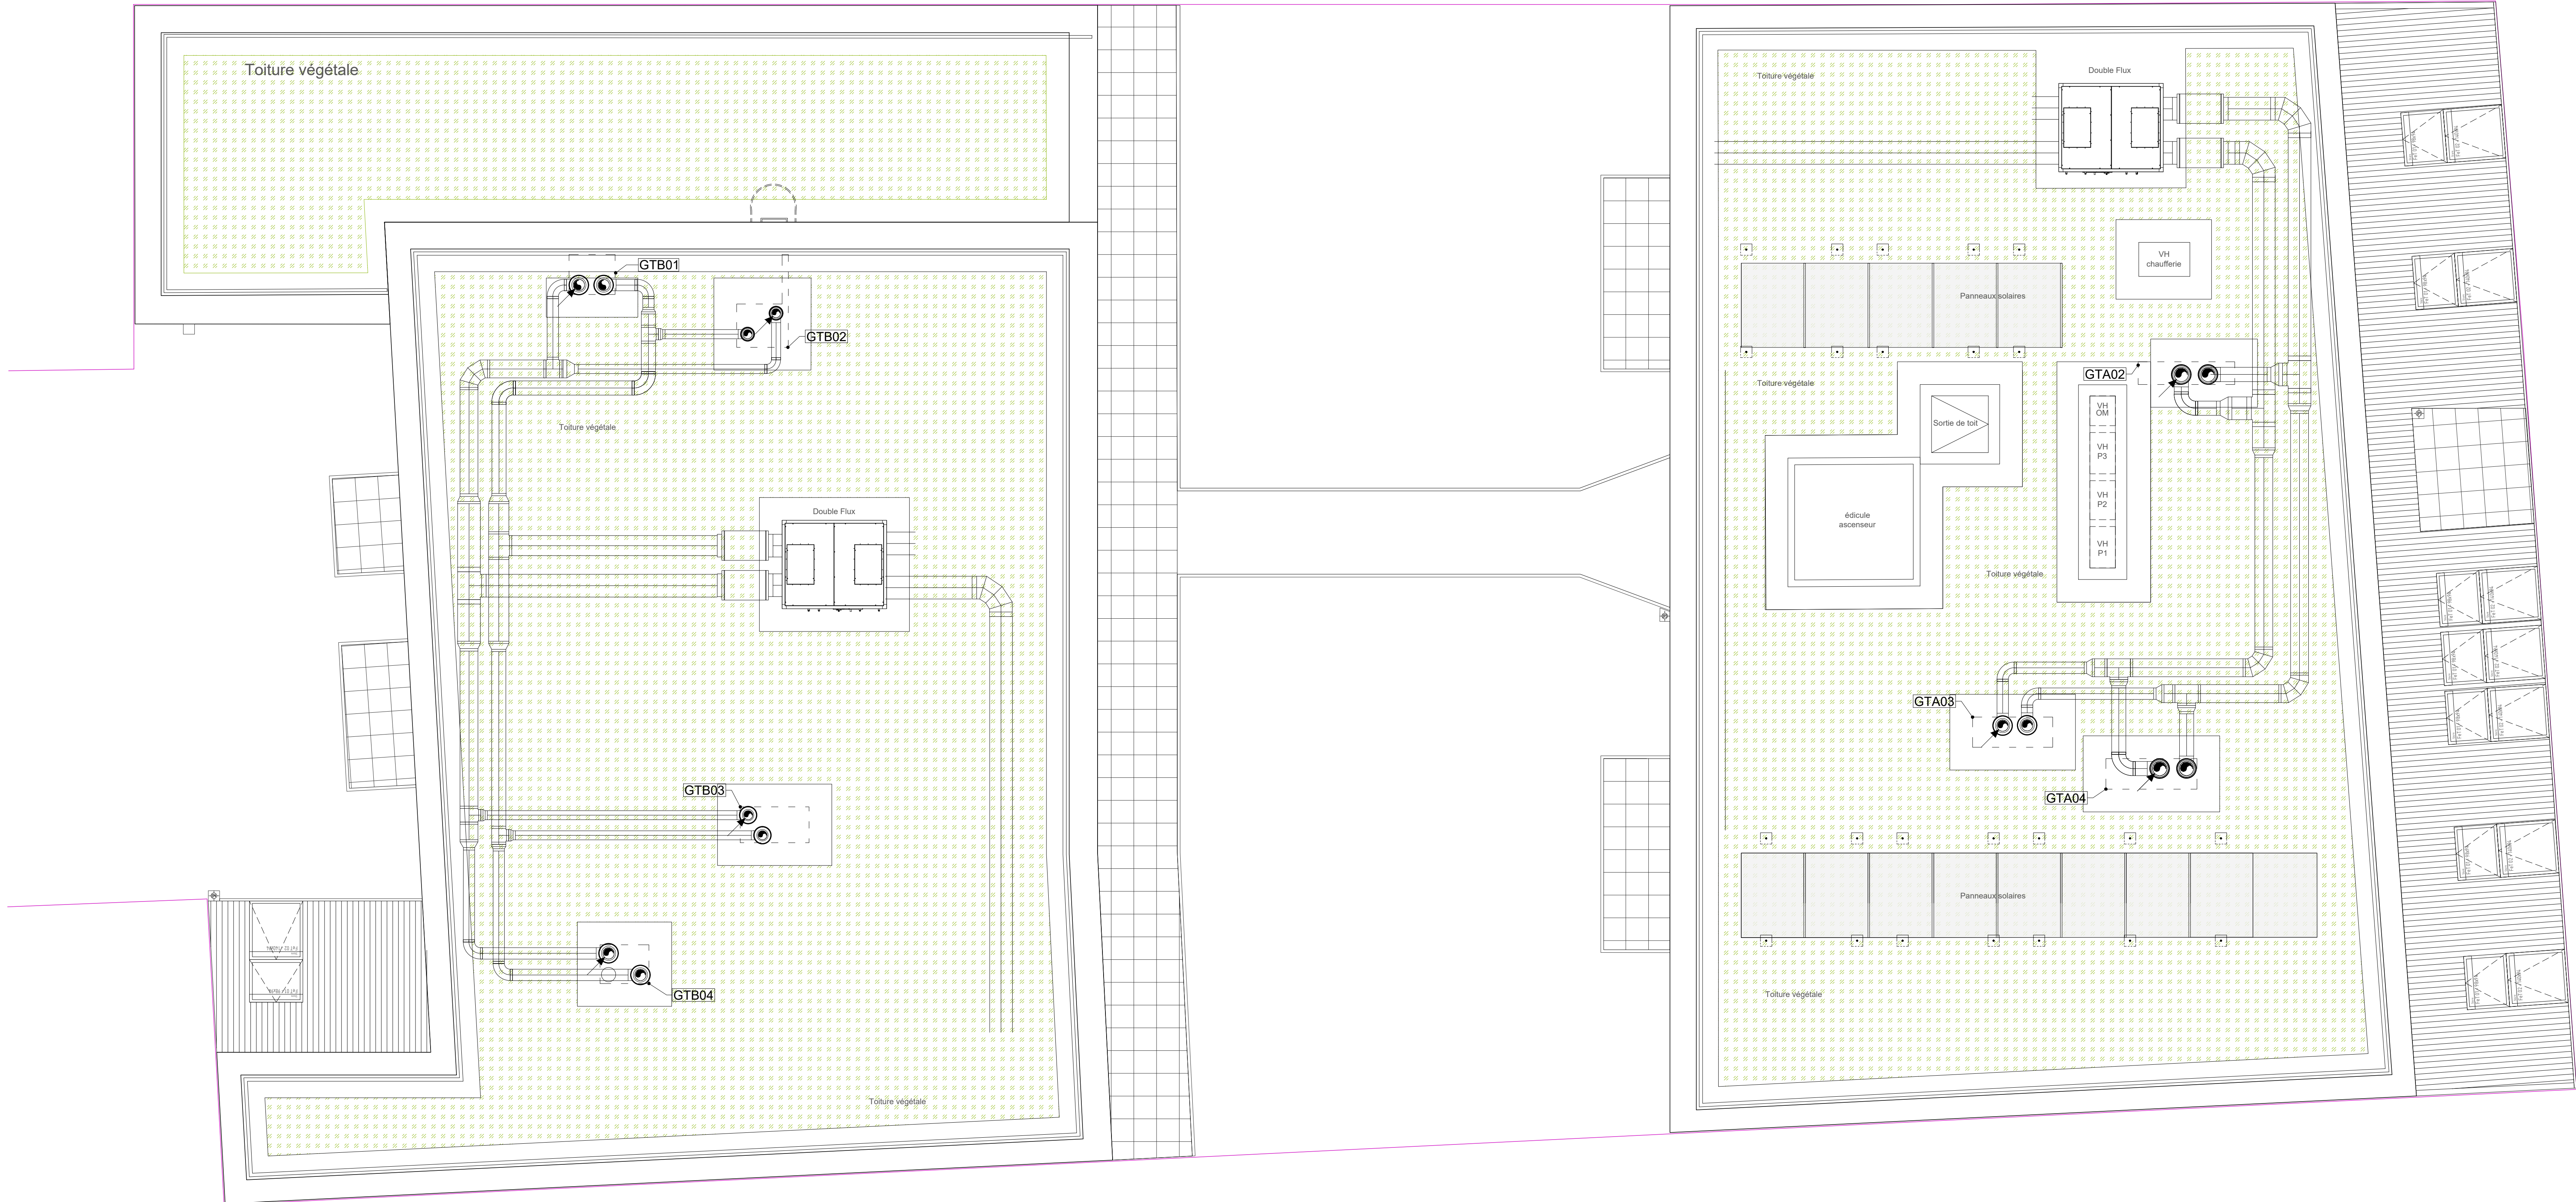 Toiture végétale
GTB01
GTB02
Toiture végétale
Double Flux
GTB03
GTB04
Toiture végétale
Toiture végétale
Double Flux
VH
chaufferie
Panneaux solaires
GTA02
Toiture végétale
VH
OM
Sortie de toit
VH
P3
VH
P2
édicule
ascenseur
VH
P1
Toiture végétale
GTA03
GTA04
Panneaux solaires
Toiture végétale